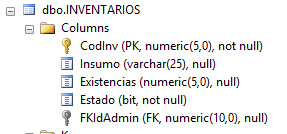 dbo.INVENTARIOS
Columns
CodInv (PK, numeric(5,0), not null)
Insumo (varchar(25), null)
Existencias (numeric(5,0), null)
Estado (bit, not null)
FKIdAdmin (FK, numeric(10,0), null)